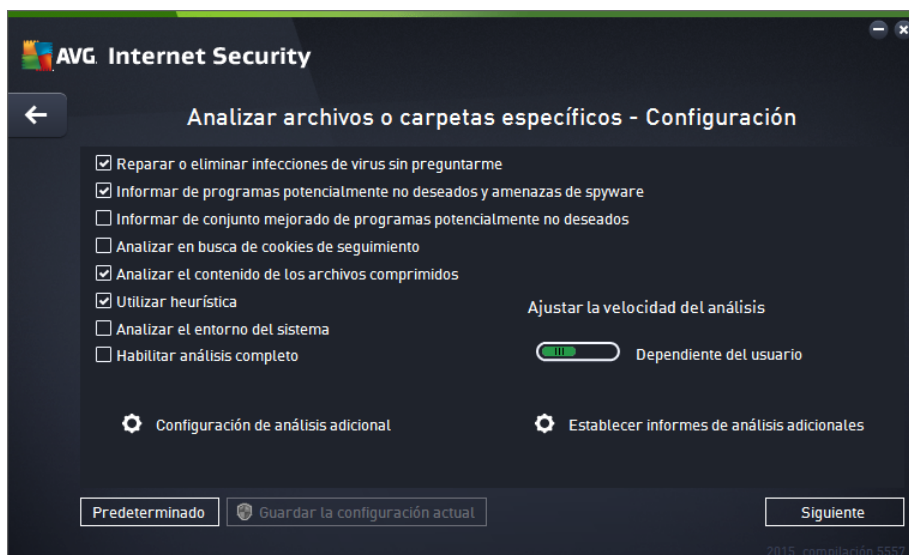 AVG. Internet Security
Analizar archivos o carpetas específicos - Configuración
Reparar o eliminar infecciones de virus sin preguntarme
Informar de programas potencialmente no deseados y amenazas de spyware
Informar de conjunto mejorado de programas potencialmente no deseados
Analizar en busca de cookies de seguimiento
Analizar el contenido de los archivos comprimidos
Utilizar heurística
Analizar el entorno del sistema
Habilitar análisis completo
Ajustar la velocidad del análisis
Dependiente del usuario
Configuración de análisis adicional
Establecer informes de análisis adicionales
Predeterminado
Guardar la configuración actual
Siguiente
2015, compilación 5557